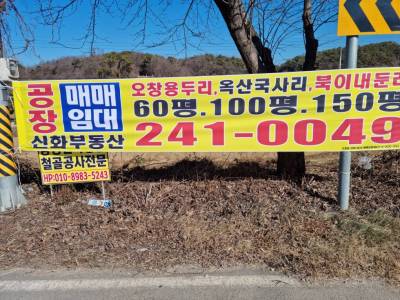 공장
매매
임대
신화부동산
오창용두리.옥산국사리.북이내둔리
60평.100평.150평
241-0049
철골공사전문
HP:010-8983-5243